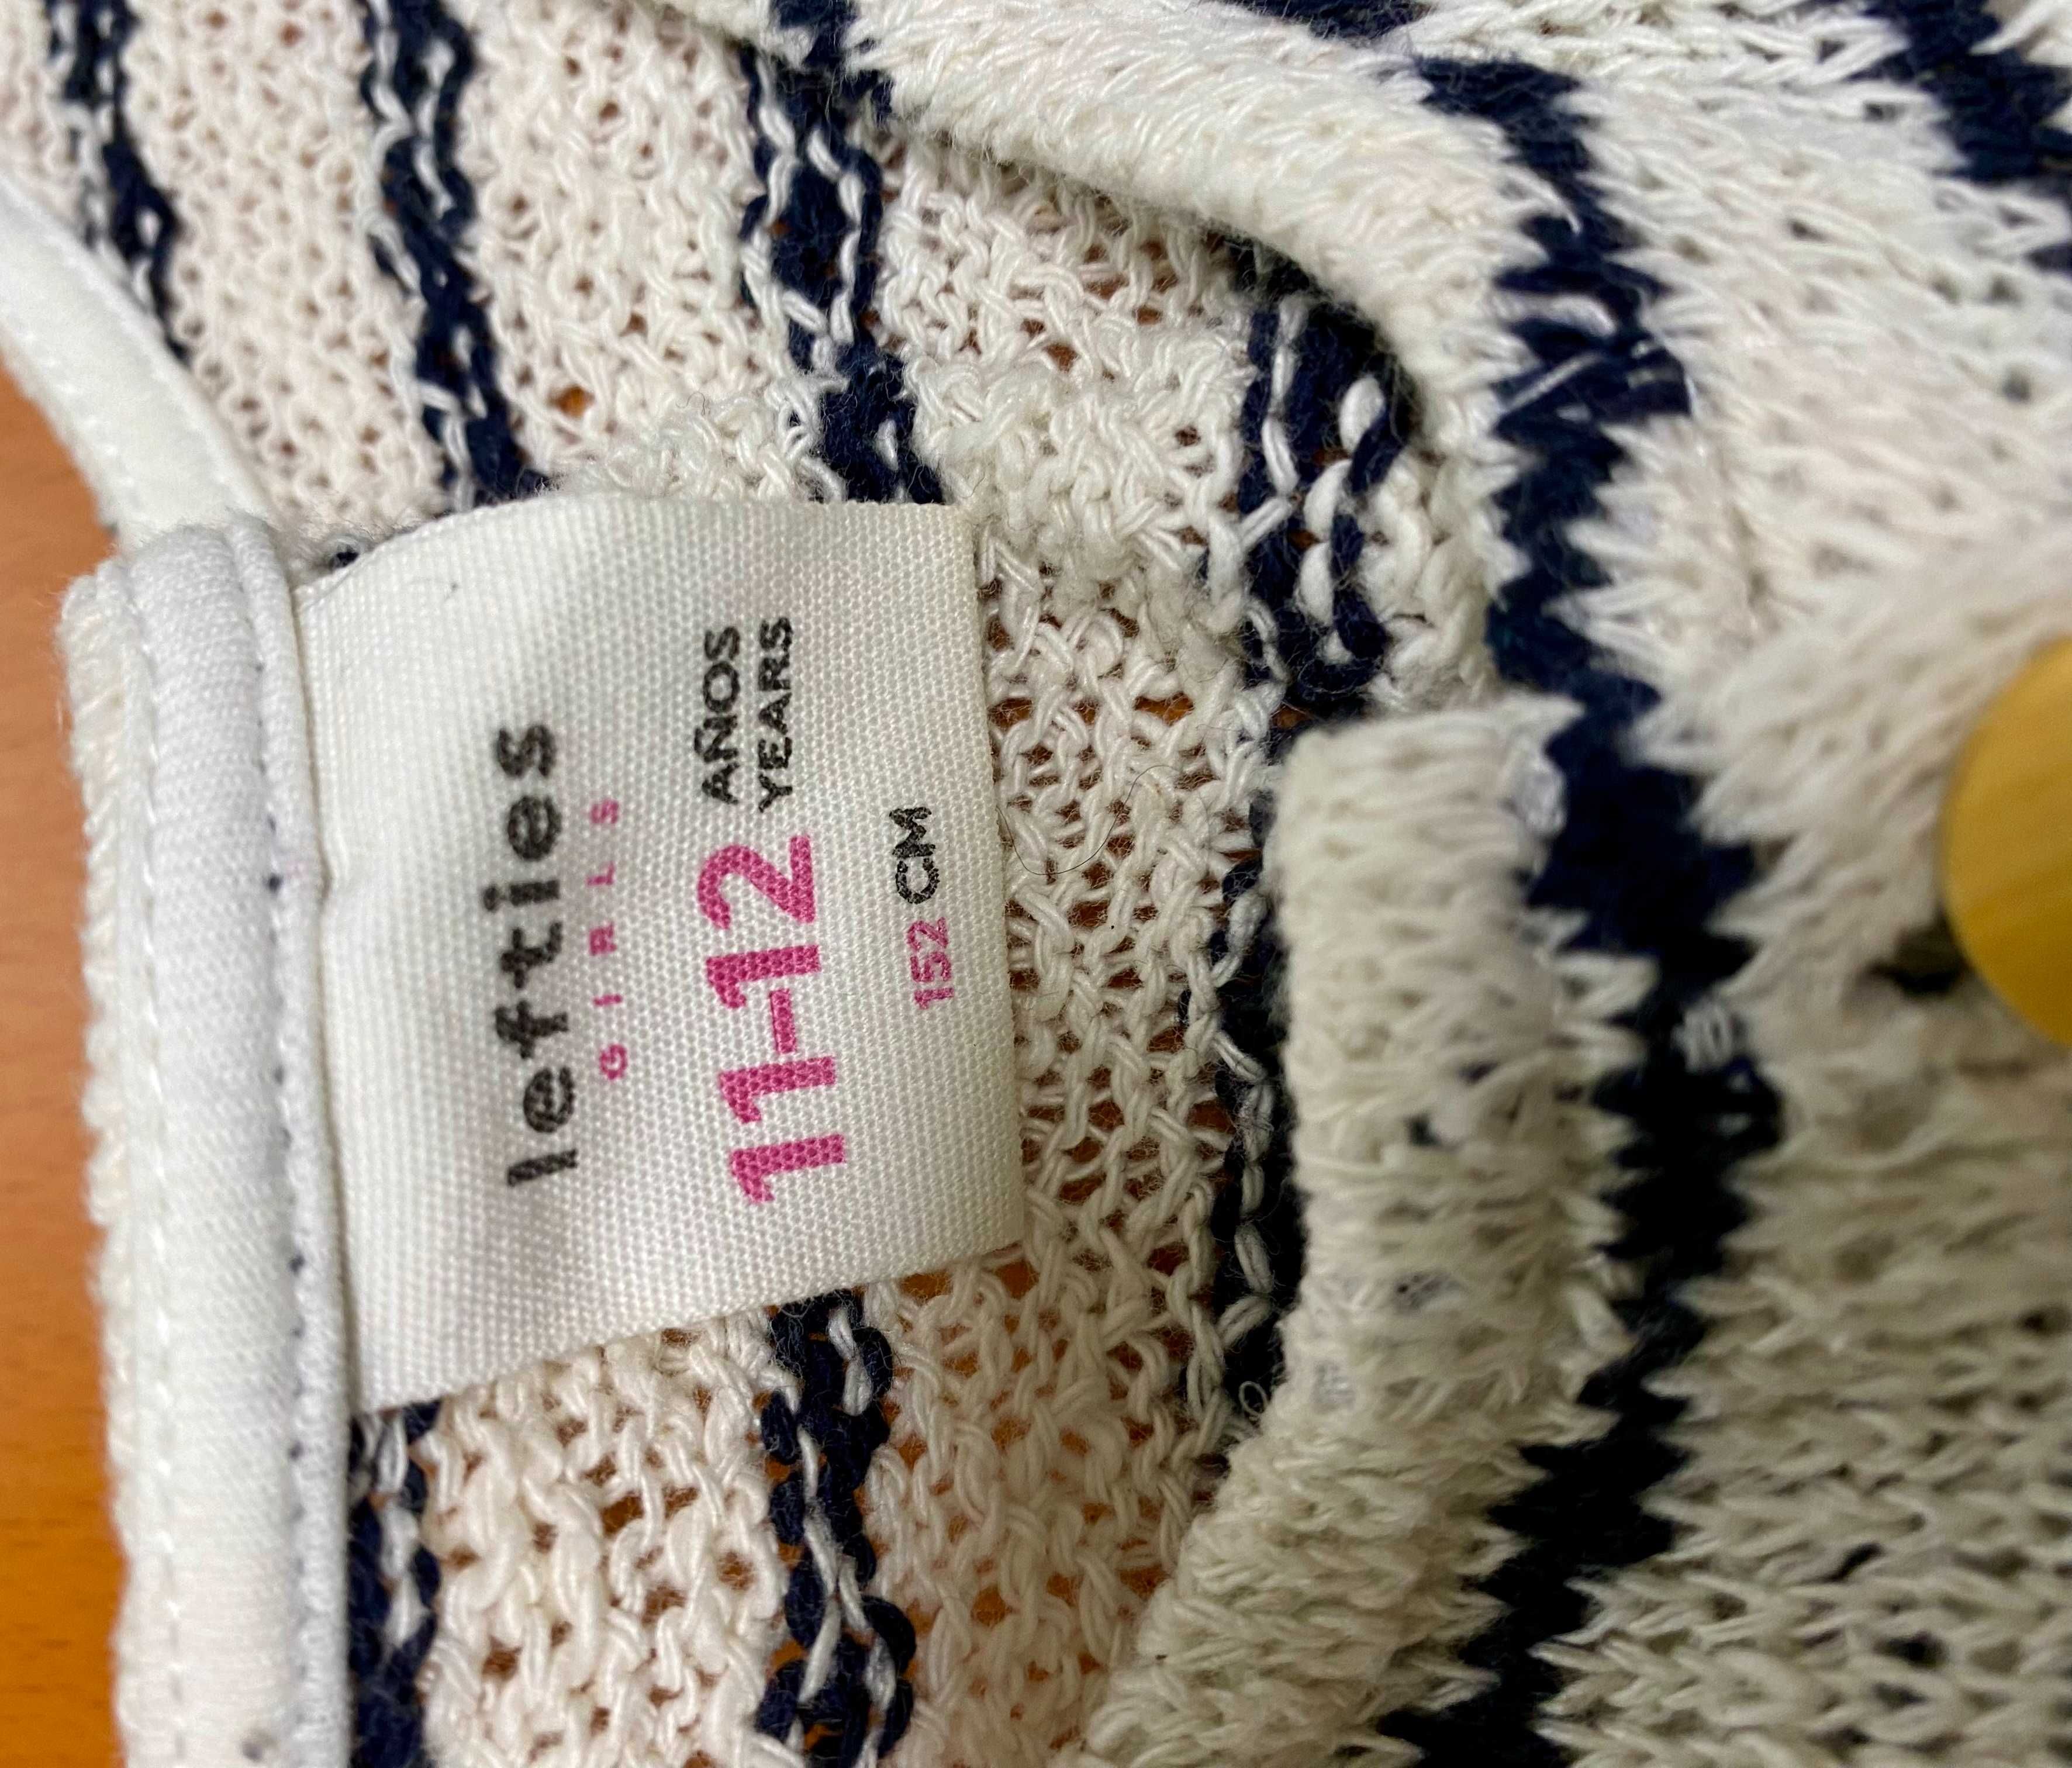 lefties
GIRLS
11-12 AÑOS
YEARS
152 CM